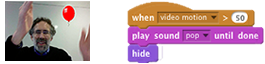 when video motion > 50
play sound pop until done
hide